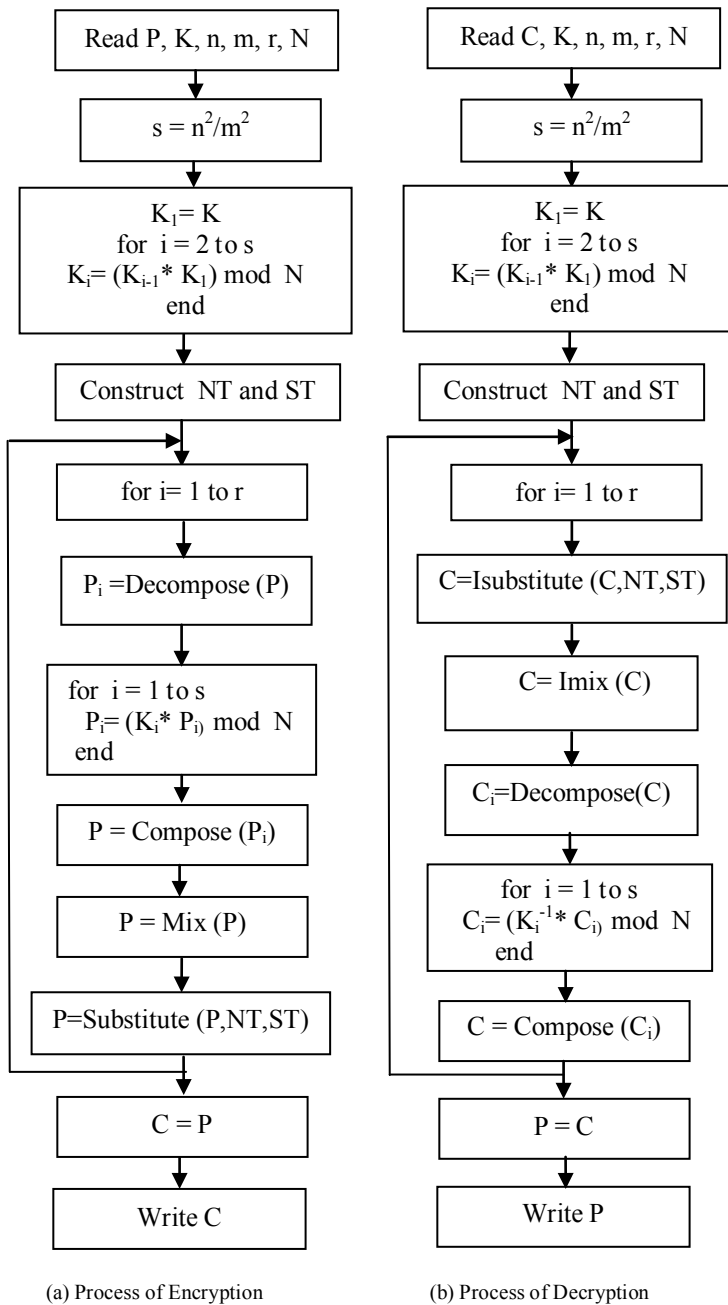 Read P, K, n, m, r, N
s = n²/m²
K₁= K
for i = 2 to s
Kᵢ= (Kᵢ₋₁* K₁) mod N
end
Construct NT and ST
for i= 1 to r
Pᵢ =Decompose (P)
for i = 1 to s
Pᵢ= (Kᵢ* Pᵢ₎ mod N
end
P = Compose (Pᵢ)
P = Mix (P)
P=Substitute (P,NT,ST)
C = P
Write C
(a) Process of Encryption
Read C, K, n, m, r, N
s = n²/m²
K₁= K
for i = 2 to s
Kᵢ= (Kᵢ₋₁* K₁) mod N
end
Construct NT and ST
for i= 1 to r
C=Isubstitute (C,NT,ST)
C= Imix (C)
Cᵢ=Decompose(C)
for i = 1 to s
Cᵢ= (Kᵢ⁻¹* Cᵢ₎ mod N
end
C = Compose (Cᵢ)
P = C
Write P
(b) Process of Decryption